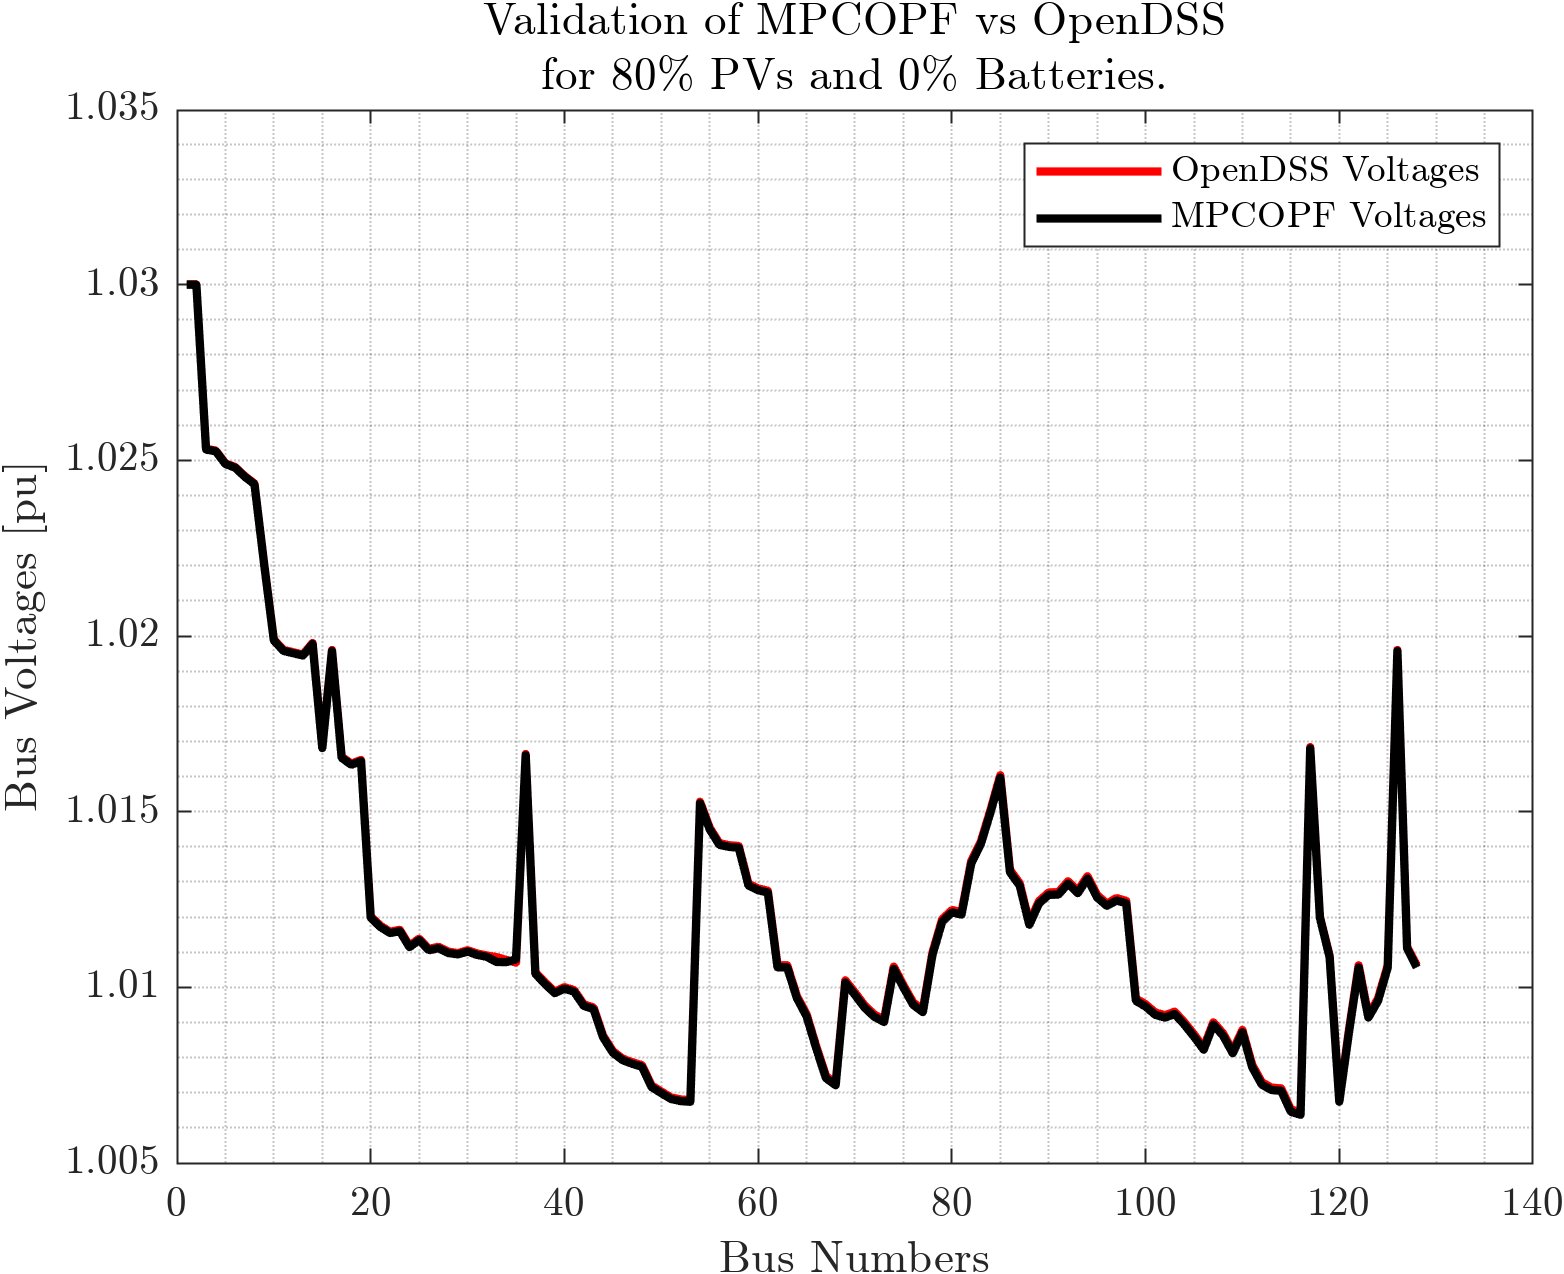 Validation of MPCOPF vs OpenDSS
for 80% PVs and 0% Batteries.
1.035
1.03
1.025
1.02
1.015
1.01
1.005
Bus Voltages [pu]
OpenDSS Voltages
MPCOPF Voltages
0 20 40 60 80 100 120 140
Bus Numbers